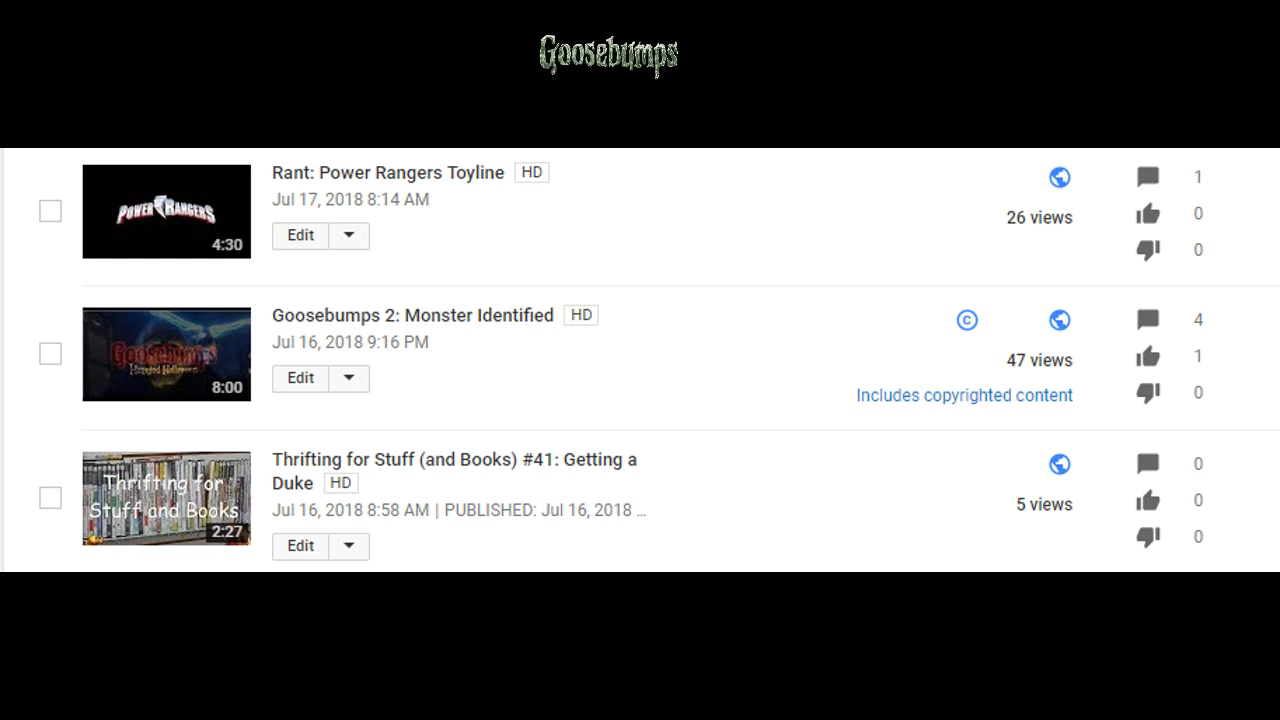 Goosebumps
POWER RANGERS
4:30
Rant: Power Rangers Toyline HD
Jul 17, 2018 8:14 AM
Edit
26 views
1
0
0
Goosebumps
Haunted Halloween
8:00
Goosebumps 2: Monster Identified HD
Jul 16, 2018 9:16 PM
Edit
C
47 views
Includes copyrighted content
4
1
0
Thrifting for
Stuff and Books
2:27
Thrifting for Stuff (and Books) #41: Getting a
Duke HD
Jul 16, 2018 8:58 AM | PUBLISHED: Jul 16, 2018 ...
Edit
5 views
0
0
0